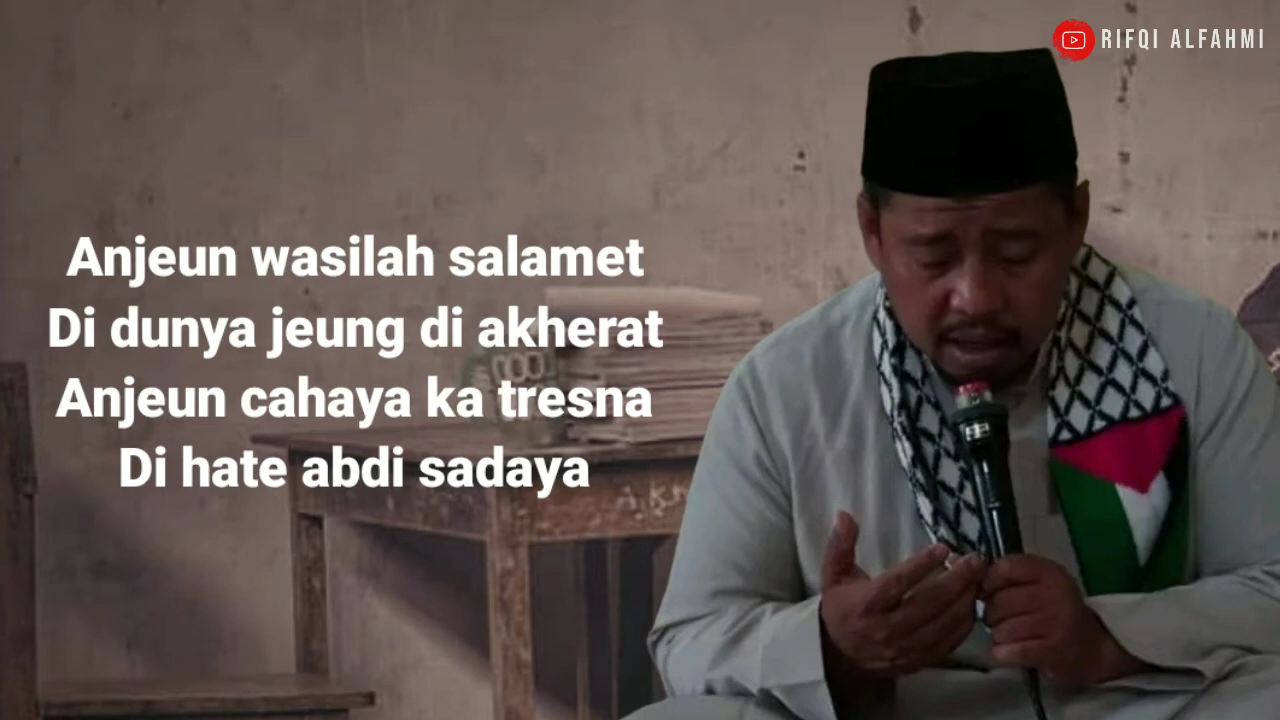 RIFQI ALFAHMI
Anjeun wasilah salamet
Di dunya jeung di akherat
Anjeun cahaya ka tresna
Di hate abdi sadaya